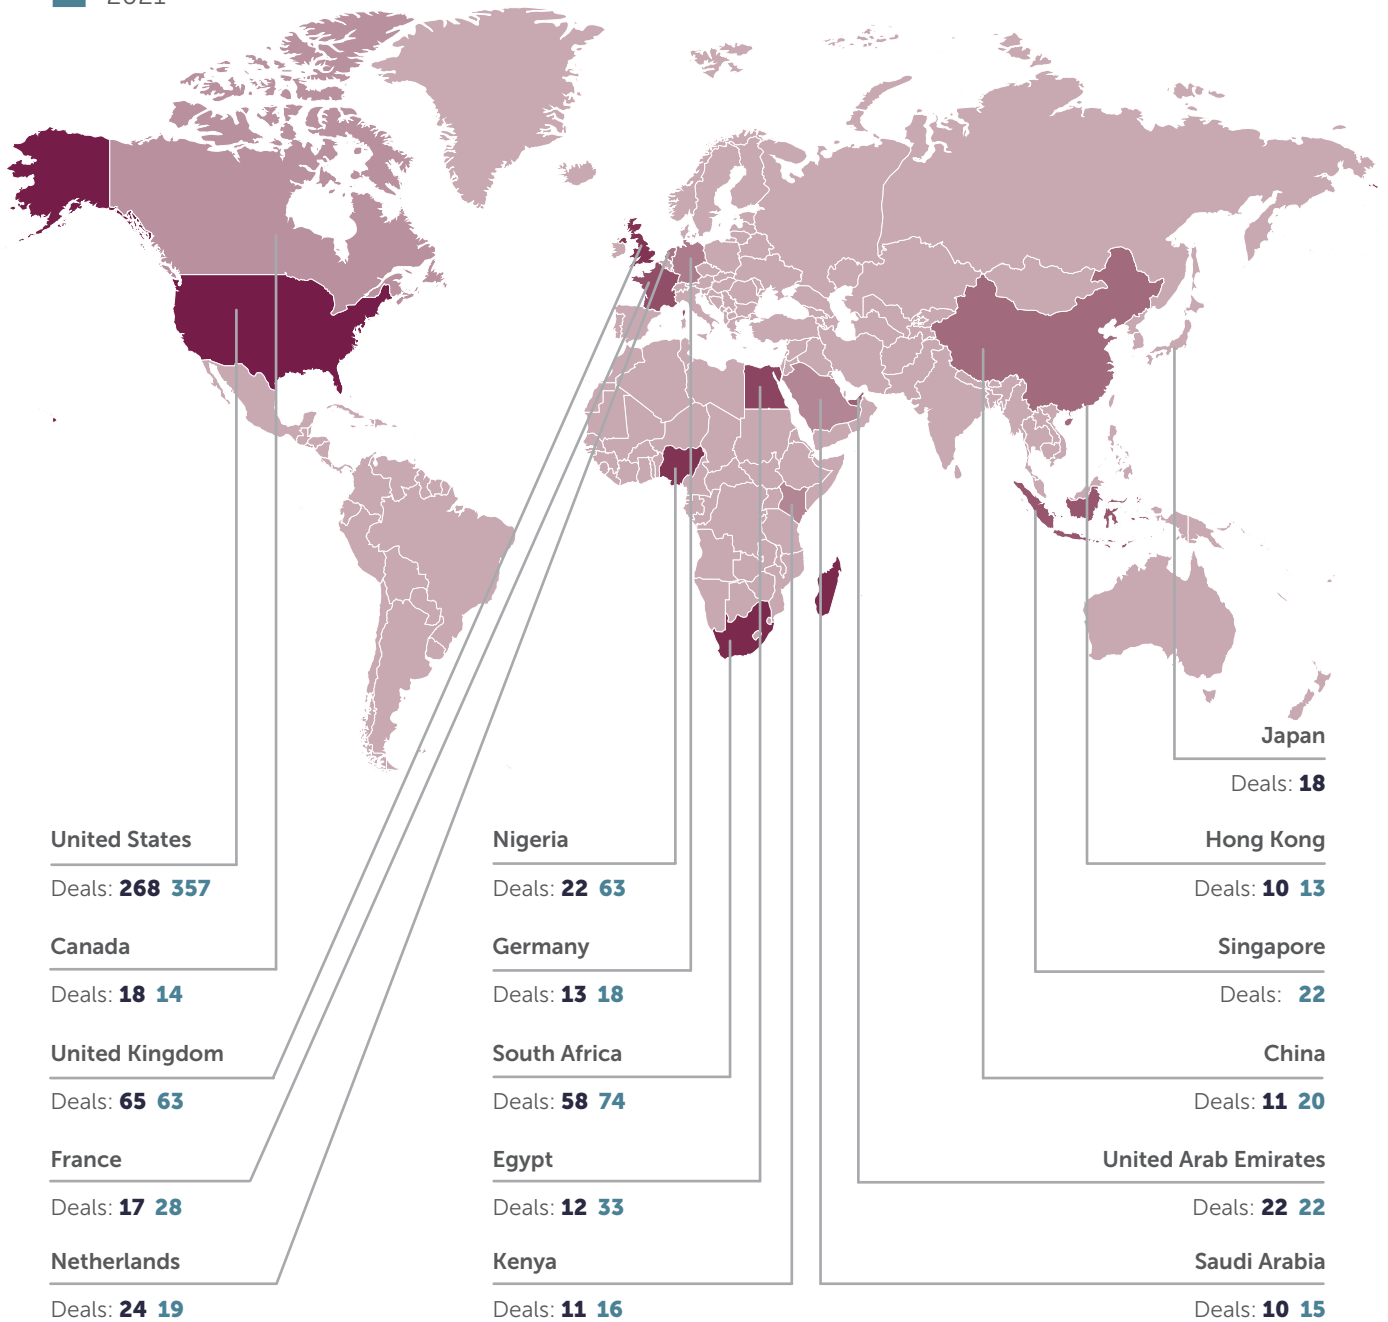 2021
Japan
Deals: 18
United States
Deals: 268 357
Nigeria
Deals: 22 63
Hong Kong
Deals: 10 13
Canada
Deals: 18 14
Germany
Deals: 13 18
Singapore
Deals: 22
United Kingdom
Deals: 65 63
South Africa
Deals: 58 74
China
Deals: 11 20
France
Deals: 17 28
Egypt
Deals: 12 33
United Arab Emirates
Deals: 22 22
Netherlands
Deals: 24 19
Kenya
Deals: 11 16
Saudi Arabia
Deals: 10 15